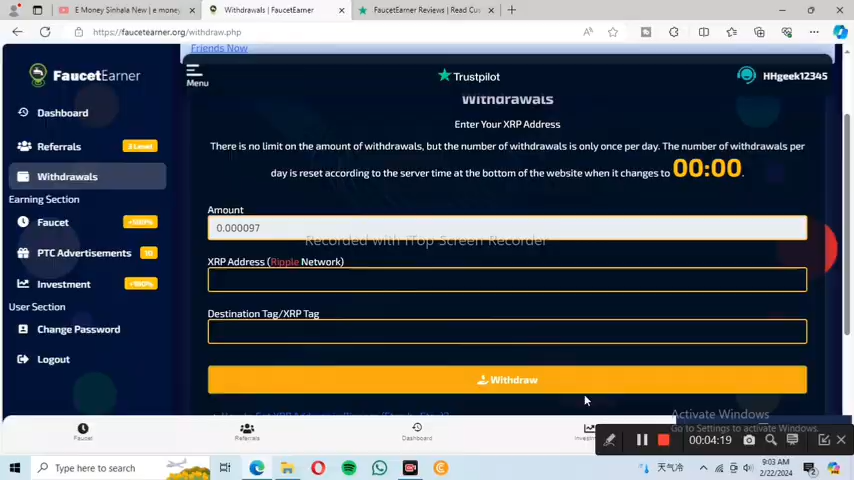 E Money Sinhala New | e money
Withdrawals | FaucetEarner
FaucetEarner Reviews | Read Cus
https://faucetearner.org/withdraw.php
Friends Now
FaucetEarner
Menu
Trustpilot
HHgeek12345
Dashboard
Referrals
3 Level
Withdrawals
Earning Section
Faucet
+500%
PTC Advertisements
10
Investment
+100%
User Section
Change Password
Logout
Withdrawals
Enter Your XRP Address
There is no limit on the amount of withdrawals, but the number of withdrawals is only once per day. The number of withdrawals per
day is reset according to the server time at the bottom of the website when it changes to 00:00.
Amount
0.000097
Recorded with iTop Screen Recorder
XRP Address (Ripple Network)
Destination Tag/XRP Tag
Withdraw
Faucet
Referrals
Dashboard
Activate Windows
Go to Settings to activate Windows.
00:04:19
Type here to search
天气冷
9:03 AM
2/22/2024